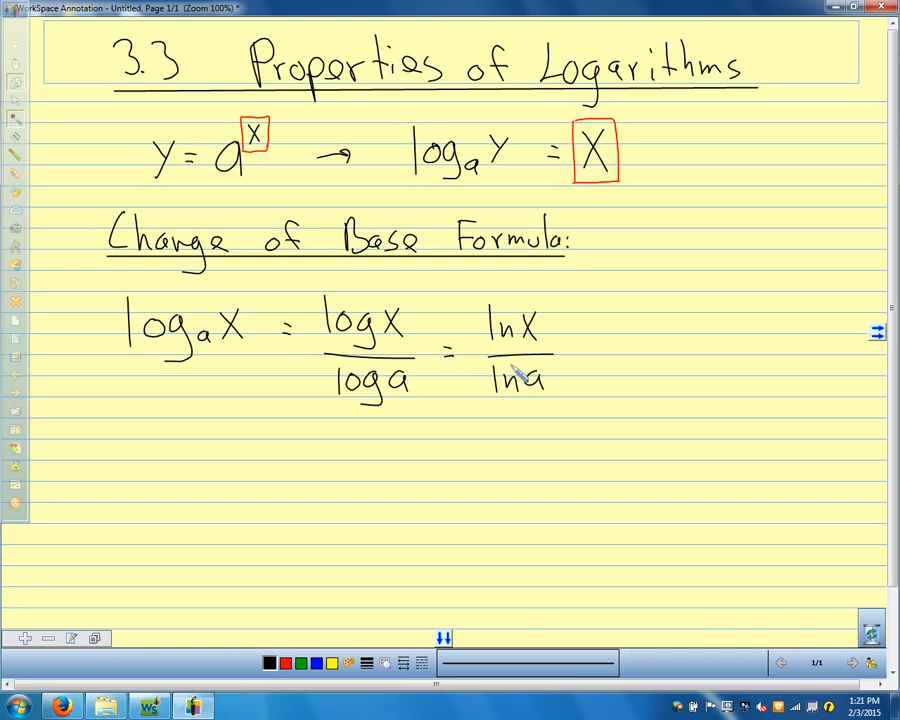 WorkSpace Annotation - Untitled, Page 1/1 (Zoom 100%) *
3.3 Properties of Logarithms
y = a^x → log_a y = x
Change of Base Formula:
log_a x = log x / log a = ln x / ln a
1/1
1:21 PM
2/3/2015